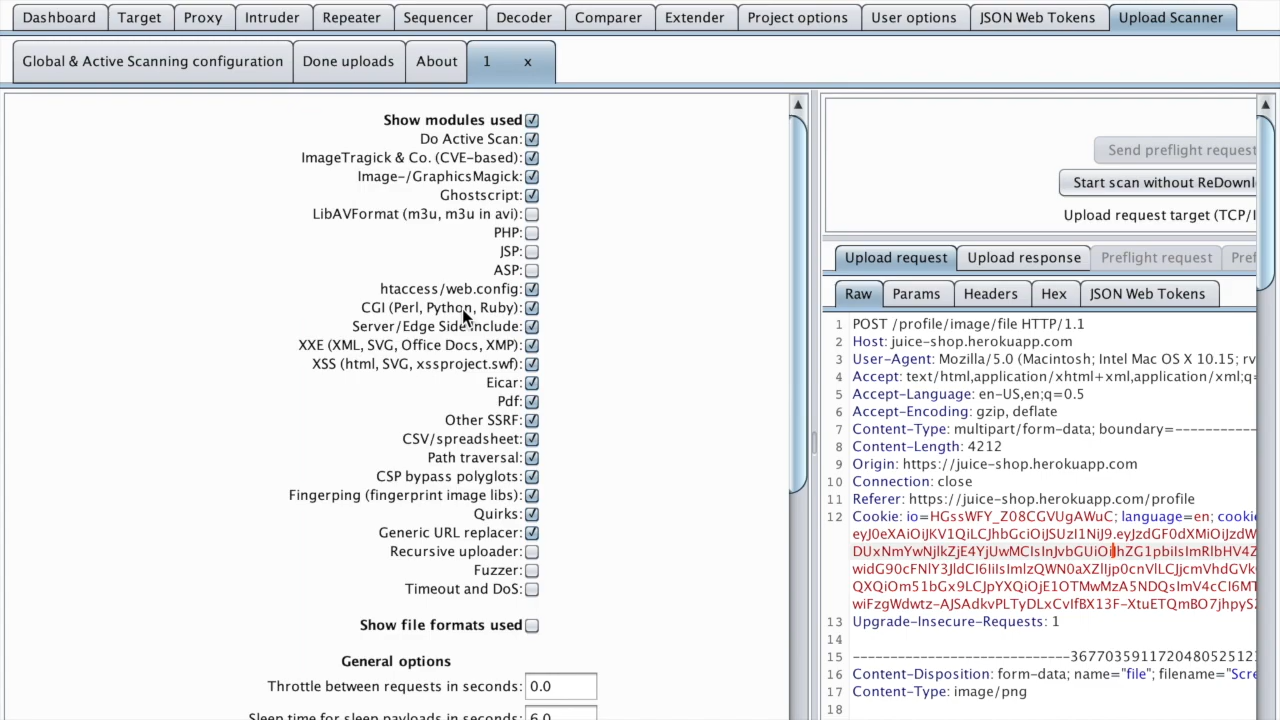 Dashboard Target Proxy Intruder Repeater Sequencer Decoder Comparer Extender Project options User options JSON Web Tokens Upload Scanner
Global & Active Scanning configuration Done uploads About 1 x
Show modules used
Do Active Scan:
ImageTragick & Co. (CVE-based):
Image-/GraphicsMagick:
Ghostscript:
LibAVFormat (m3u, m3u in avi):
PHP:
JSP:
ASP:
htaccess/web.config:
CGI (Perl, Python, Ruby):
Server/Edge Side Include:
XXE (XML, SVG, Office Docs, XMP):
XSS (html, SVG, xssproject.swf):
Eicar:
Pdf:
Other SSRF:
CSV/spreadsheet:
Path traversal:
CSP bypass polyglots:
Fingerping (fingerprint image libs):
Quirks:
Generic URL replacer:
Recursive uploader:
Fuzzer:
Timeout and DoS:
Show file formats used
General options
Throttle between requests in seconds: 0.0
Sleep time for sleep payloads in seconds: 6.0
Send preflight request
Start scan without ReDownl
Upload request target (TCP/I
Upload request Upload response Preflight request Pref
Raw Params Headers Hex JSON Web Tokens
1 POST /profile/image/file HTTP/1.1
2 Host: juice-shop.herokuapp.com
3 User-Agent: Mozilla/5.0 (Macintosh; Intel Mac OS X 10.15; rv
4 Accept: text/html,application/xhtml+xml,application/xml;q=
5 Accept-Language: en-US,en;q=0.5
6 Accept-Encoding: gzip, deflate
7 Content-Type: multipart/form-data; boundary=----------
8 Content-Length: 4212
9 Origin: https://juice-shop.herokuapp.com
10 Connection: close
11 Referer: https://juice-shop.herokuapp.com/profile
12 Cookie: io=HGssWFY_Z08CGVUgAWuC; language=en; cookie
13 Upgrade-Insecure-Requests: 1
14
15 -----------------------------3677035911720480525123
16 Content-Disposition: form-data; name="file"; filename="Scre
17 Content-Type: image/png
18